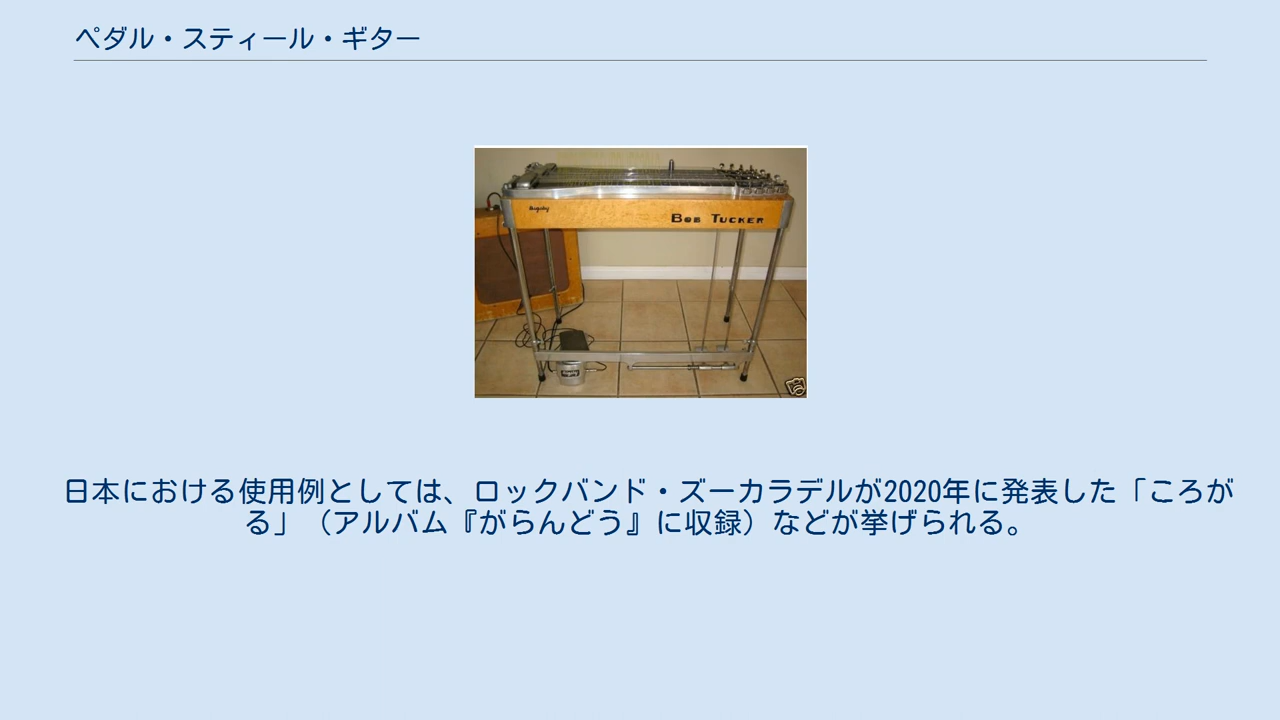 ペダル・スティール・ギター
Bigsby
BOB TUCKER
Bigsby
日本における使用例としては、ロックバンド・ズーカラデルが2020年に発表した「ころが
る」（アルバム『がらんどう』に収録）などが挙げられる。